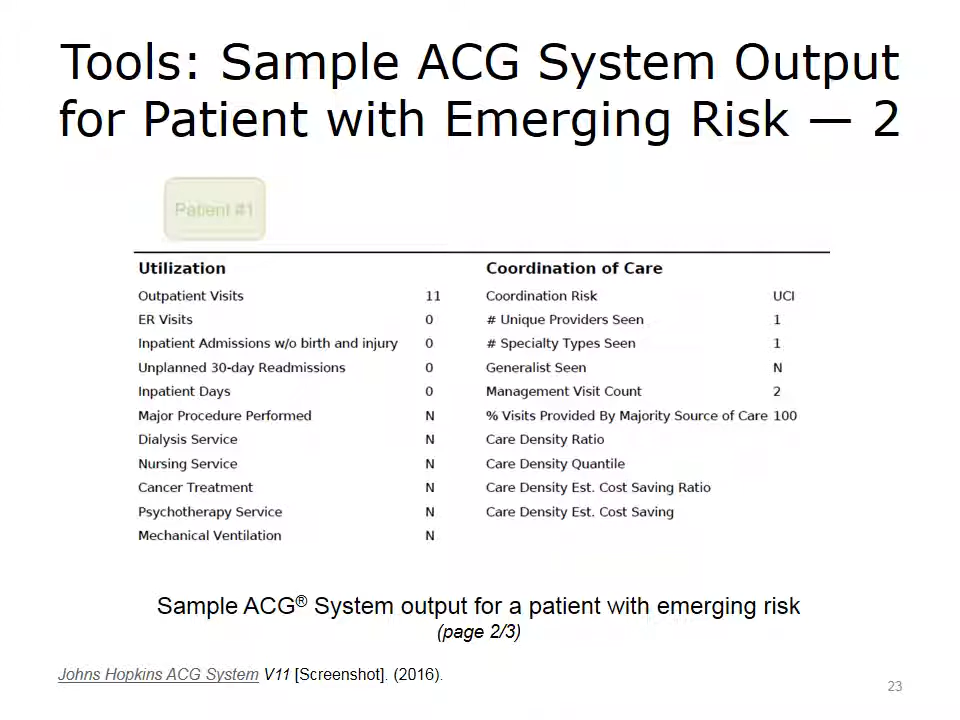 Tools: Sample ACG System Output
for Patient with Emerging Risk — 2
Patient #1
Utilization
Outpatient Visits 11
ER Visits 0
Inpatient Admissions w/o birth and injury 0
Unplanned 30-day Readmissions 0
Inpatient Days 0
Major Procedure Performed N
Dialysis Service N
Nursing Service N
Cancer Treatment N
Psychotherapy Service N
Mechanical Ventilation N
Coordination of Care
Coordination Risk UCI
# Unique Providers Seen 1
# Specialty Types Seen 1
Generalist Seen N
Management Visit Count 2
% Visits Provided By Majority Source of Care 100
Care Density Ratio
Care Density Quantile
Care Density Est. Cost Saving Ratio
Care Density Est. Cost Saving
Sample ACG® System output for a patient with emerging risk
(page 2/3)
Johns Hopkins ACG System V11 [Screenshot]. (2016).
23